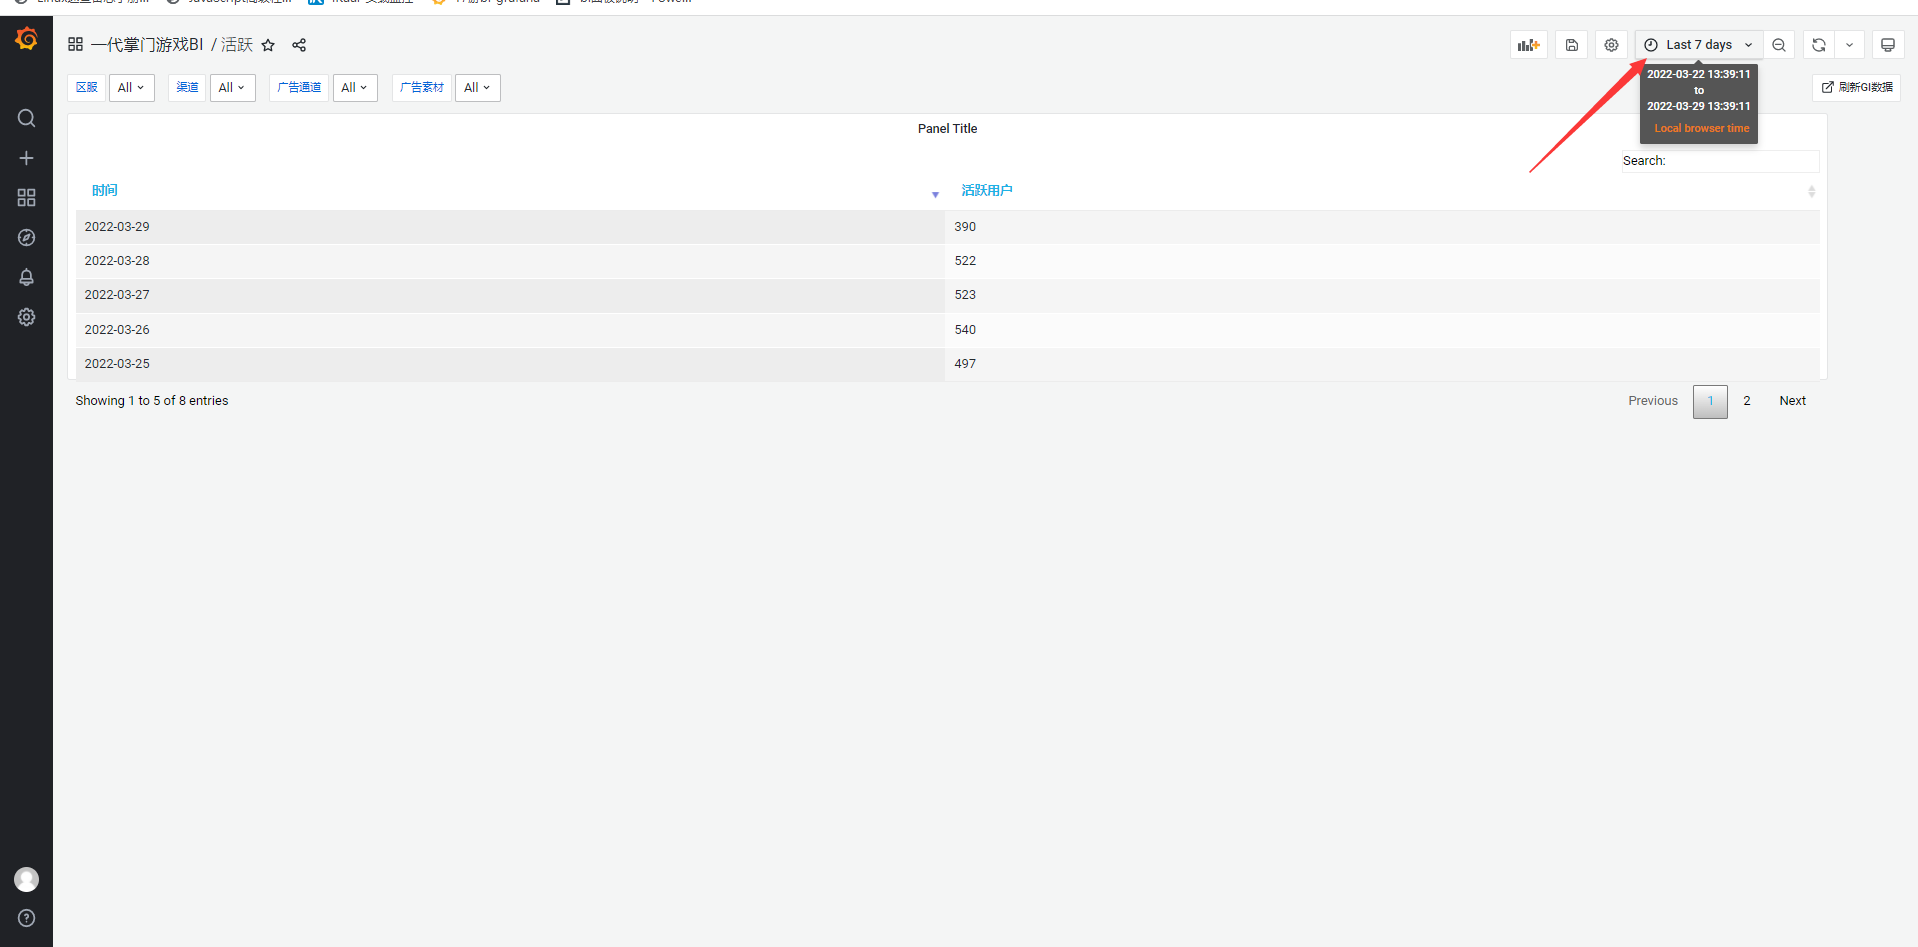 一代掌门游戏BI / 活跃
Last 7 days
2022-03-22 13:39:11
to
2022-03-29 13:39:11
Local browser time
区服 All 渠道 All 广告通道 All 广告素材 All
刷新GI数据
Panel Title
Search:
时间 活跃用户
2022-03-29 390
2022-03-28 522
2022-03-27 523
2022-03-26 540
2022-03-25 497
Showing 1 to 5 of 8 entries
Previous 1 2 Next